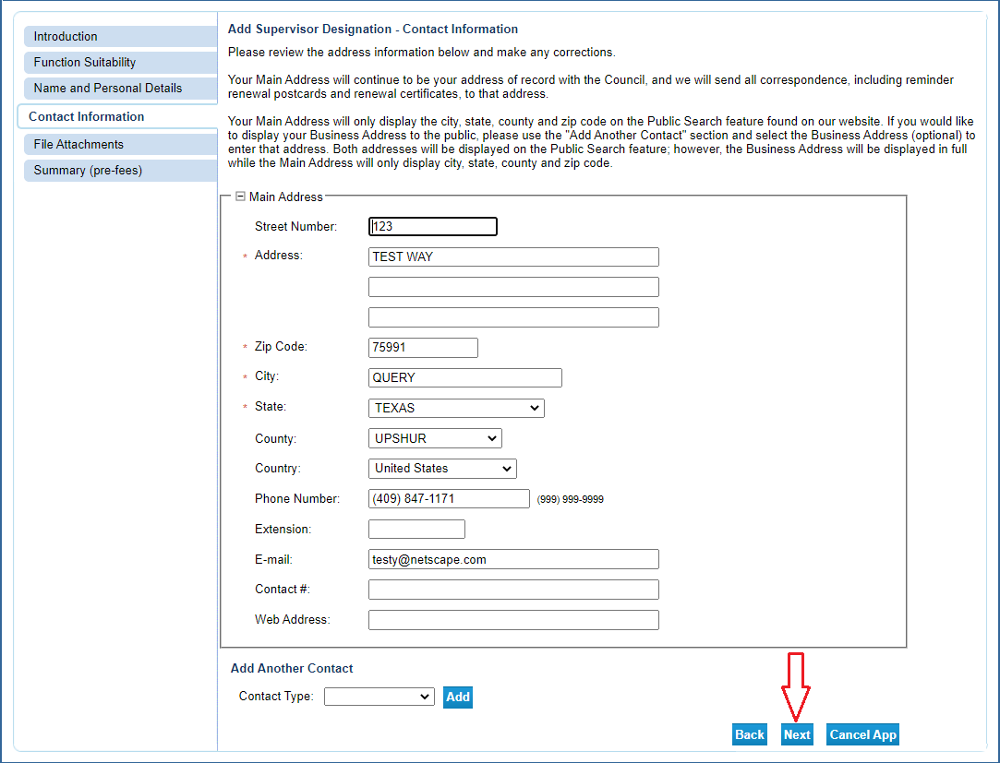 Introduction
Function Suitability
Name and Personal Details
Contact Information
File Attachments
Summary (pre-fees)
Add Supervisor Designation - Contact Information
Please review the address information below and make any corrections.
Your Main Address will continue to be your address of record with the Council, and we will send all correspondence, including reminder
renewal postcards and renewal certificates, to that address.
Your Main Address will only display the city, state, county and zip code on the Public Search feature found on our website. If you would like
to display your Business Address to the public, please use the "Add Another Contact" section and select the Business Address (optional) to
enter that address. Both addresses will be displayed on the Public Search feature; however, the Business Address will be displayed in full
while the Main Address will only display city, state, county and zip code.
Main Address
Street Number: 123
* Address: TEST WAY
* Zip Code: 75991
* City: QUERY
* State: TEXAS
County: UPSHUR
Country: United States
Phone Number: (409) 847-1171 (999) 999-9999
Extension:
E-mail: testy@netscape.com
Contact #:
Web Address:
Add Another Contact
Contact Type: Add
Back Next Cancel App